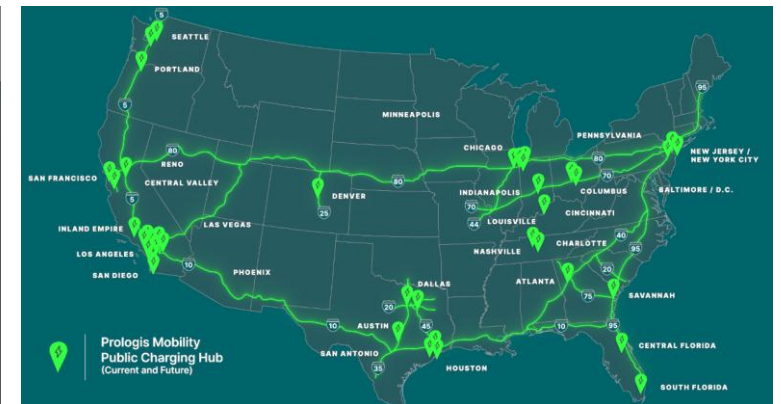 5
SEATTLE
PORTLAND
95
MINNEAPOLIS
5
PENNSYLVANIA
CHICAGO
80
RENO
80
NEW JERSEY /
NEW YORK CITY
SAN FRANCISCO
CENTRAL VALLEY
80
70
INDIANAPOLIS
COLUMBUS
BALTIMORE / D.C.
DENVER
5
25
70
LOUISVILLE
CINCINNATI
44
INLAND EMPIRE
LAS VEGAS
NASHVILLE
CHARLOTTE
40
95
LOS ANGELES
10
SAN DIEGO
PHOENIX
20
DALLAS
ATLANTA
75
SAVANNAH
20
10
AUSTIN
45
10
95
SAN ANTONIO
HOUSTON
CENTRAL FLORIDA
35
SOUTH FLORIDA
Prologis Mobility
Public Charging Hub
(Current and Future)